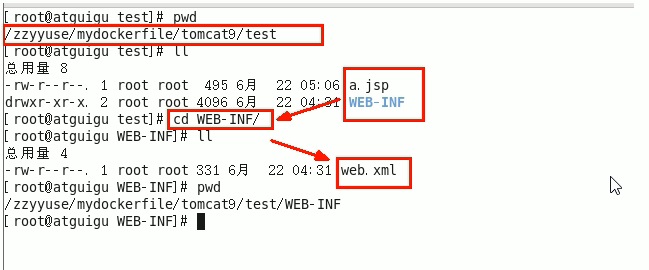 [root@atguigu test]# pwd
/zzyyuse/mydockerfile/tomcat9/test
[root@atguigu test]# ll
总用量 8
-rw-r--r--. 1 root root  495 6月  22 05:06 a.jsp
drwxr-xr-x. 2 root root 4096 6月  22 04:31 WEB-INF
[root@atguigu test]# cd WEB-INF/
[root@atguigu WEB-INF]# ll
总用量 4
-rw-r--r--. 1 root root 331 6月  22 04:31 web.xml
[root@atguigu WEB-INF]# pwd
/zzyyuse/mydockerfile/tomcat9/test/WEB-INF
[root@atguigu WEB-INF]#